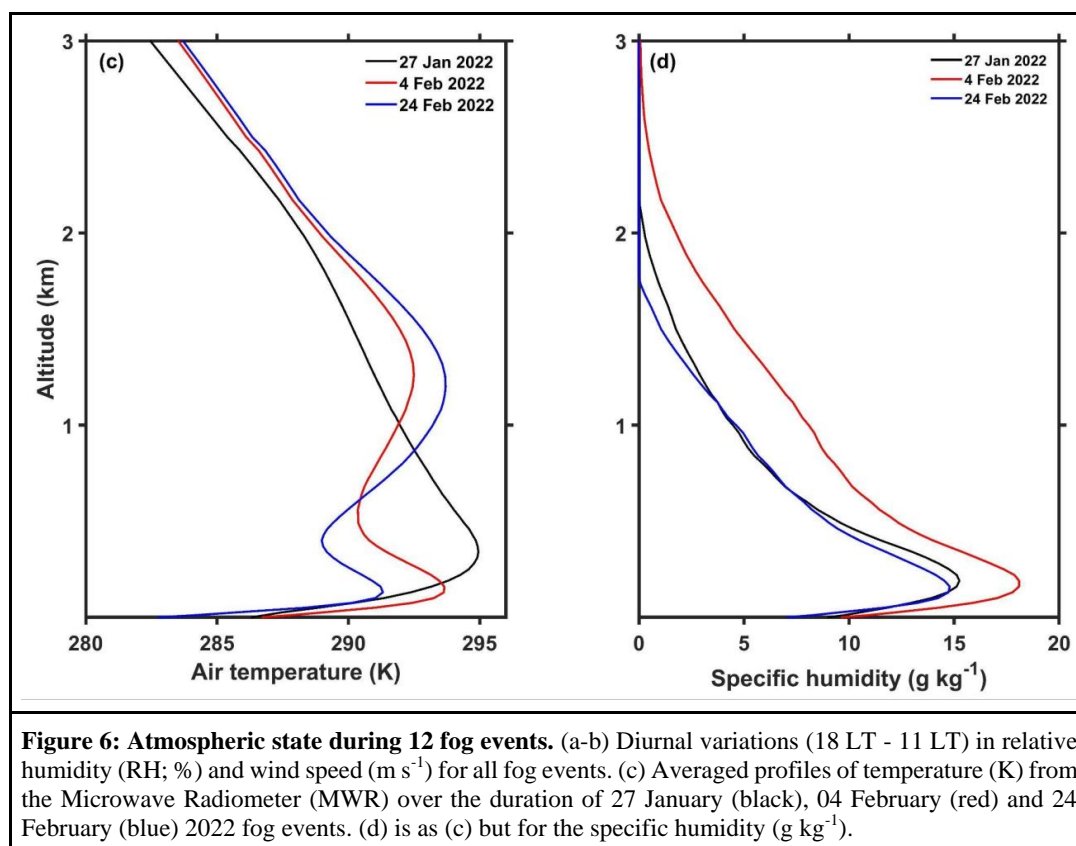 (c)
27 Jan 2022
4 Feb 2022
24 Feb 2022
3
2
1
Altitude (km)
280 285 290 295
Air temperature (K)
(d)
27 Jan 2022
4 Feb 2022
24 Feb 2022
3
2
1
0 5 10 15 20
Specific humidity (g kg⁻¹)
Figure 6: Atmospheric state during 12 fog events. (a-b) Diurnal variations (18 LT - 11 LT) in relative
humidity (RH; %) and wind speed (m s⁻¹) for all fog events. (c) Averaged profiles of temperature (K) from
the Microwave Radiometer (MWR) over the duration of 27 January (black), 04 February (red) and 24
February (blue) 2022 fog events. (d) is as (c) but for the specific humidity (g kg⁻¹).